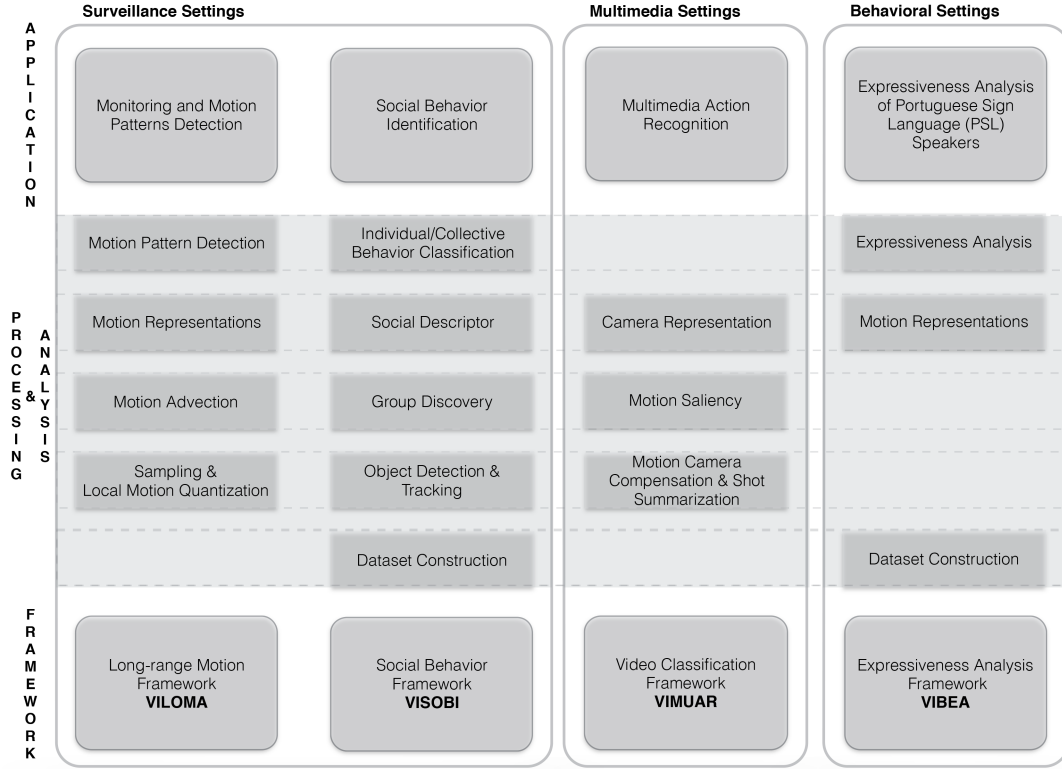 Surveillance Settings
Multimedia Settings
Behavioral Settings
APPLICATION
Monitoring and Motion
Patterns Detection
Social Behavior
Identification
Multimedia Action
Recognition
Expressiveness Analysis
of Portuguese Sign
Language (PSL)
Speakers
PROCESSING
&
ANALYSIS
Motion Pattern Detection
Individual/Collective
Behavior Classification
Expressiveness Analysis
Motion Representations
Social Descriptor
Camera Representation
Motion Representations
Motion Advection
Group Discovery
Motion Saliency
Sampling &
Local Motion Quantization
Object Detection &
Tracking
Motion Camera
Compensation & Shot
Summarization
Dataset Construction
Dataset Construction
FRAMEWORK
Long-range Motion
Framework
VILOMA
Social Behavior
Framework
VISOBI
Video Classification
Framework
VIMUAR
Expressiveness Analysis
Framework
VIBEA